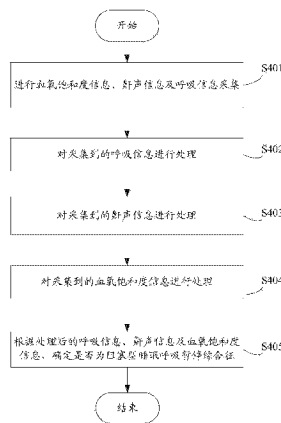 开始
进行血氧饱和度信息、鼾声信息及呼吸信息采集
S401
对采集到的呼吸信息进行处理
S402
对采集到的鼾声信息进行处理
S403
对采集到的血氧饱和度信息进行处理
S404
根据处理后的呼吸信息、鼾声信息及血氧饱和度
信息、确定是否为阻塞型睡眠呼吸暂停综合征
S405
结束